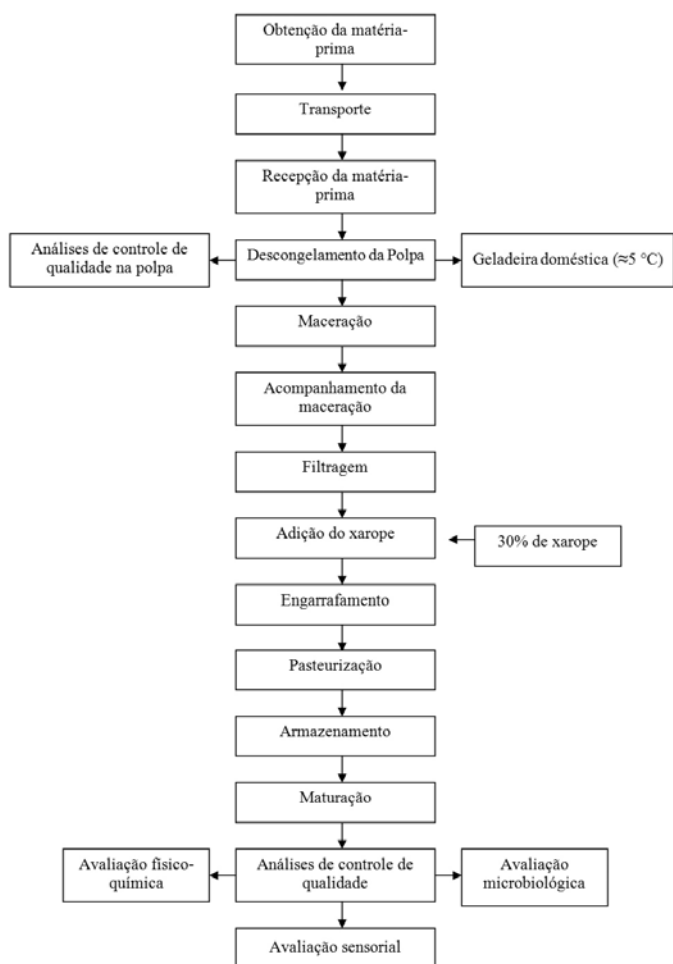 Obtenção da matéria-
prima
Transporte
Recepção da matéria-
prima
Análises de controle de
qualidade na polpa
Descongelamento da Polpa
Geladeira doméstica (≈5 °C)
Maceração
Acompanhamento da
maceração
Filtragem
Adição do xarope
30% de xarope
Engarrafamento
Pasteurização
Armazenamento
Maturação
Avaliação físico-
química
Análises de controle de
qualidade
Avaliação
microbiológica
Avaliação sensorial